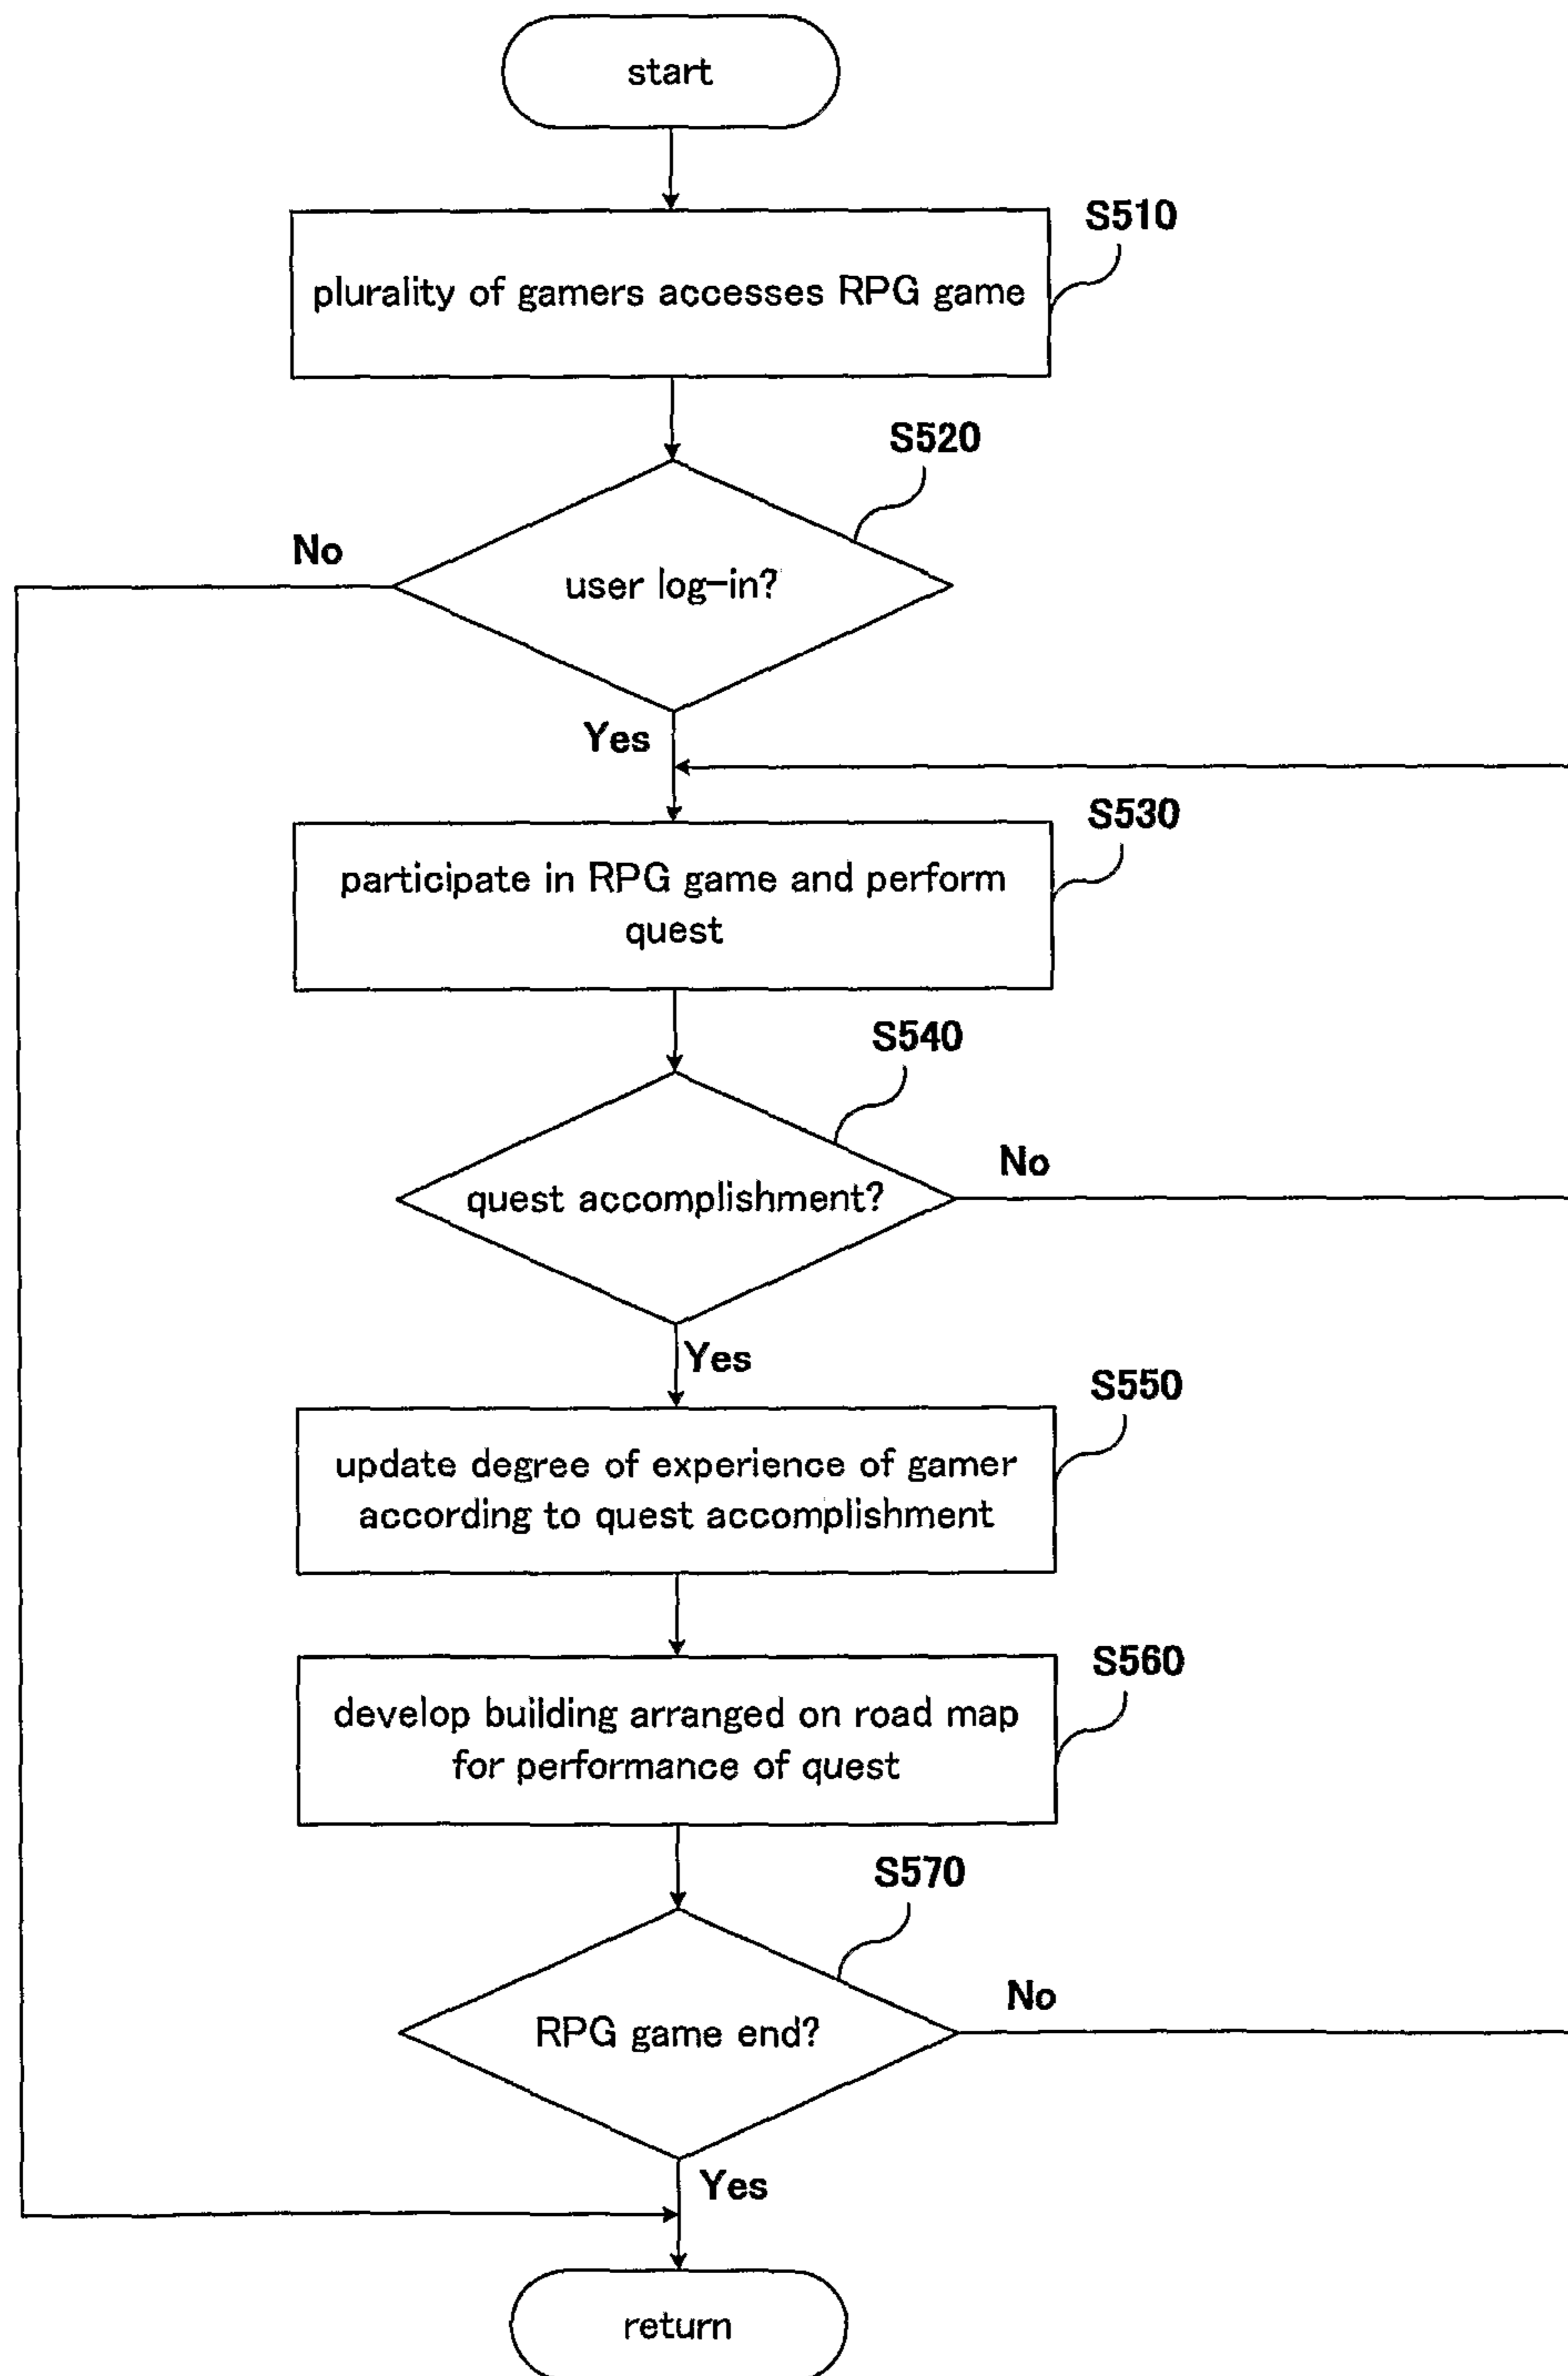 start
S510
plurality of gamers accesses RPG game
S520
No
user log-in?
Yes
S530
participate in RPG game and perform
quest
S540
No
quest accomplishment?
Yes
S550
update degree of experience of gamer
according to quest accomplishment
S560
develop building arranged on road map
for performance of quest
S570
No
RPG game end?
Yes
return